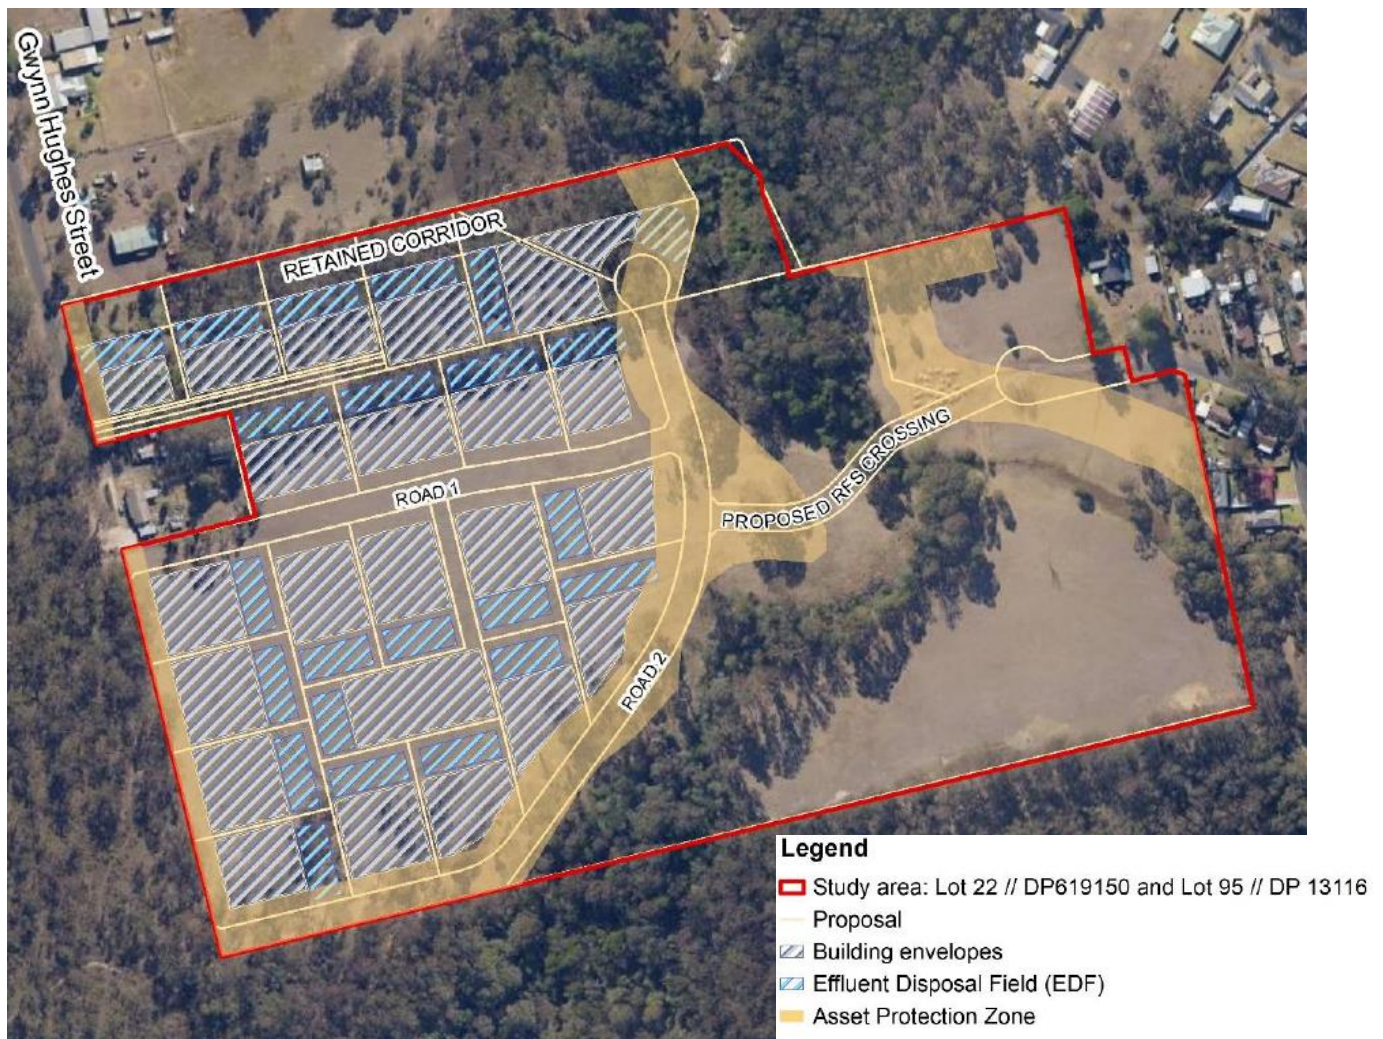 Gwynn Hughes Street
RETAINED CORRIDOR
ROAD 1
PROPOSED RFS CROSSING
ROAD 2
Legend
Study area: Lot 22 // DP619150 and Lot 95 // DP 13116
Proposal
Building envelopes
Effluent Disposal Field (EDF)
Asset Protection Zone